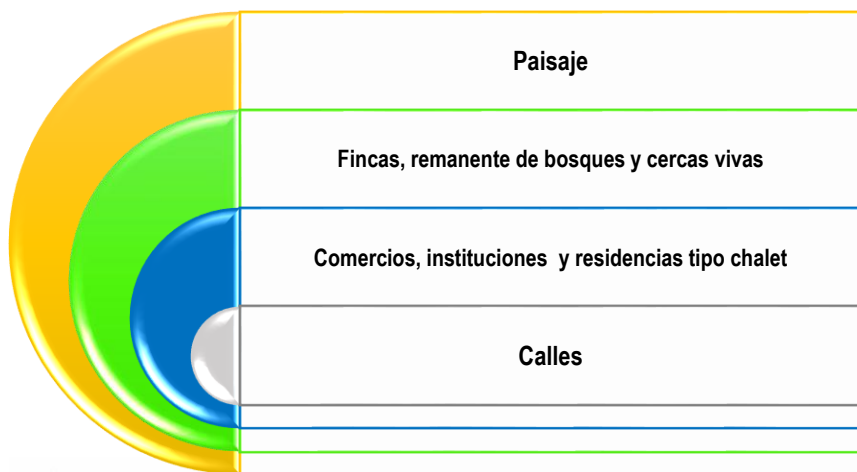 Paisaje
Fincas, remanente de bosques y cercas vivas
Comercios, instituciones y residencias tipo chalet
Calles